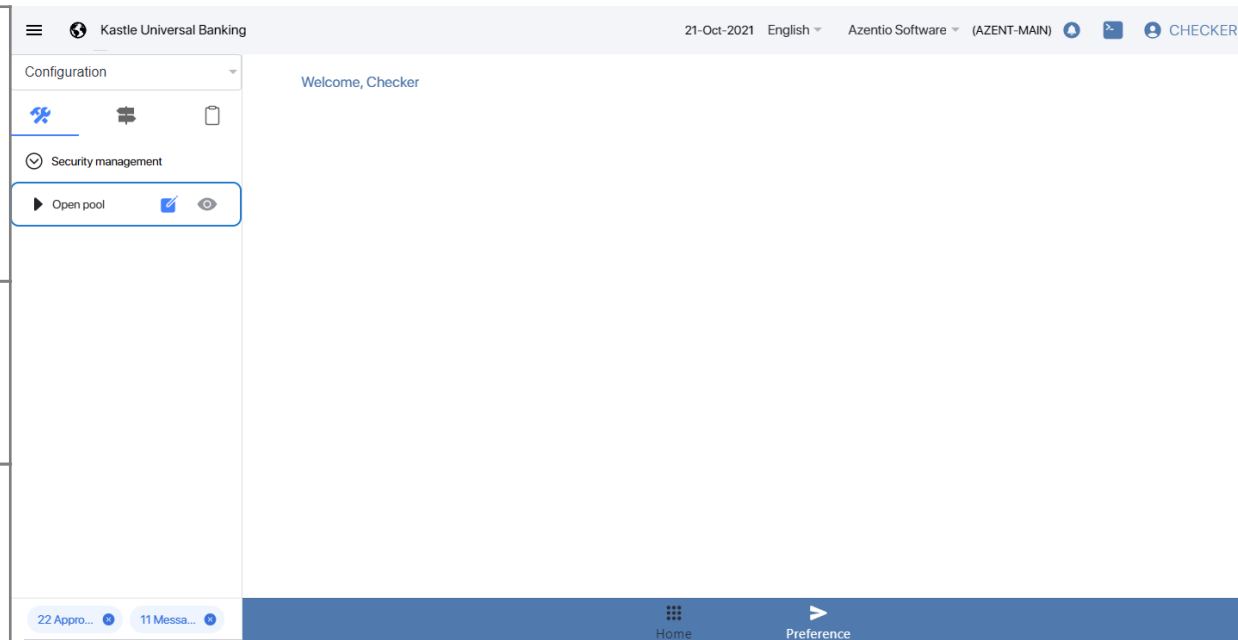 Kastle Universal Banking
21-Oct-2021 English Azentio Software (AZENT-MAIN) CHECKER
Configuration
Welcome, Checker
Security management
Open pool
22 Appro... 11 Messa...
Home Preference